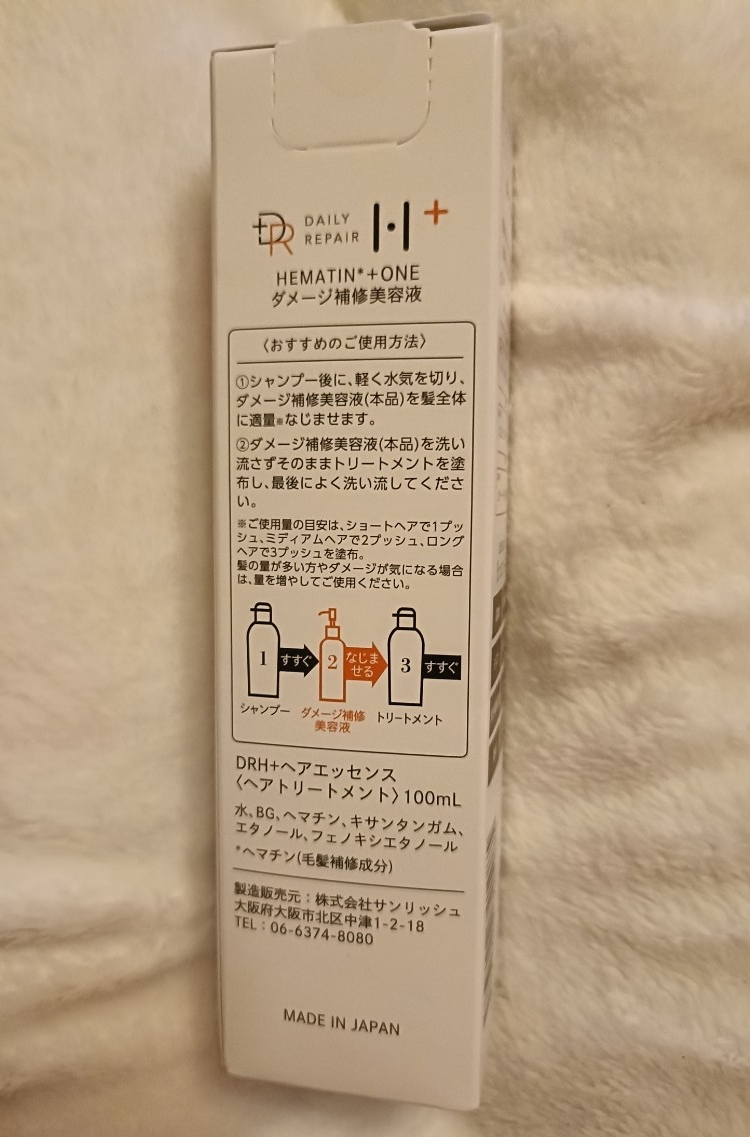 DR DAILY REPAIR H+
HEMATIN*+ONE
ダメージ補修美容液
〈おすすめのご使用方法〉
①シャンプー後に、軽く水気を切り、
ダメージ補修美容液(本品)を髪全体
に適量※なじませます。
②ダメージ補修美容液(本品)を洗い
流さずそのままトリートメントを塗
布し、最後によく洗い流してくださ
い。
※ご使用量の目安は、ショートヘアで1プッ
シュ、ミディアムヘアで2プッシュ、ロング
ヘアで3プッシュを塗布。
髪の量が多い方やダメージが気になる場合
は、量を増やしてご使用ください。
1 すすぐ 2 なじま
せる 3 すすぐ
シャンプー ダメージ補修 トリートメント
美容液
DRH+ヘアエッセンス
〈ヘアトリートメント〉100mL
水、BG、ヘマチン、キサンタンガム、
エタノール、フェノキシエタノール
*ヘマチン(毛髪補修成分)
製造販売元：株式会社サンリッシュ
大阪府大阪市北区中津1-2-18
TEL：06-6374-8080
MADE IN JAPAN